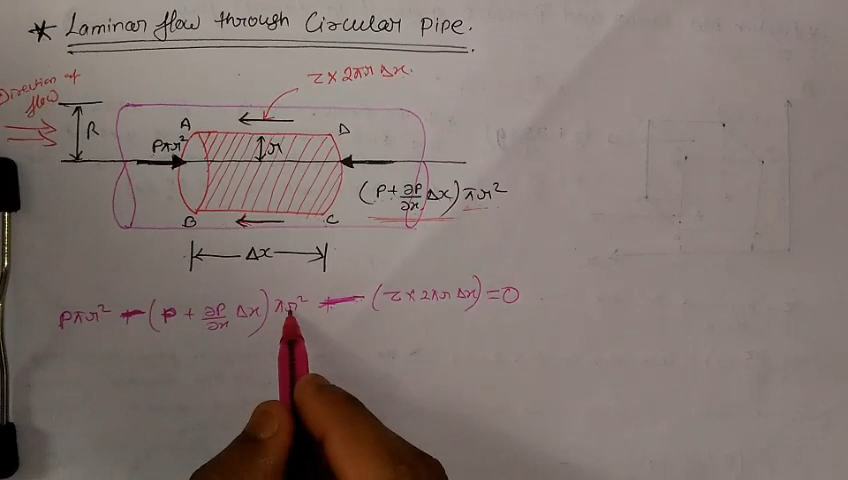 * Laminar flow through Circular pipe.
τ × 2πr Δx
Direction of
flow
R
A
D
Pπr²
r
(P + ∂P/∂x Δx) πr²
B
C
Δx
Pπr² - (P + ∂P/∂x Δx) πr² - (τ × 2πr Δx) = 0